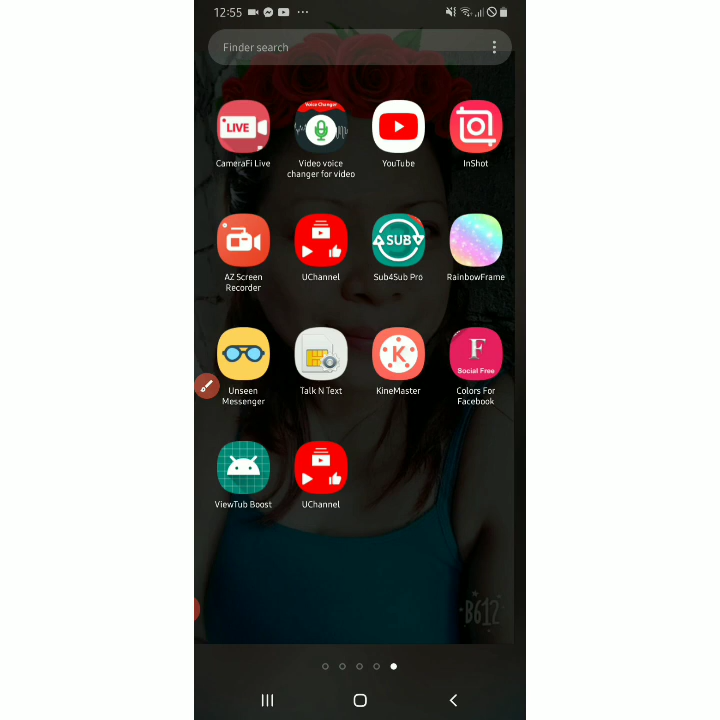 12:55
Finder search
LIVE
CameraFi Live
Voice Changer
Video voice
changer for video
YouTube
InShot
AZ Screen
Recorder
UChannel
SUB
Sub4Sub Pro
RainbowFrame
Unseen
Messenger
Talk N Text
K
KineMaster
F
Social Free
Colors For
Facebook
ViewTub Boost
UChannel
B612